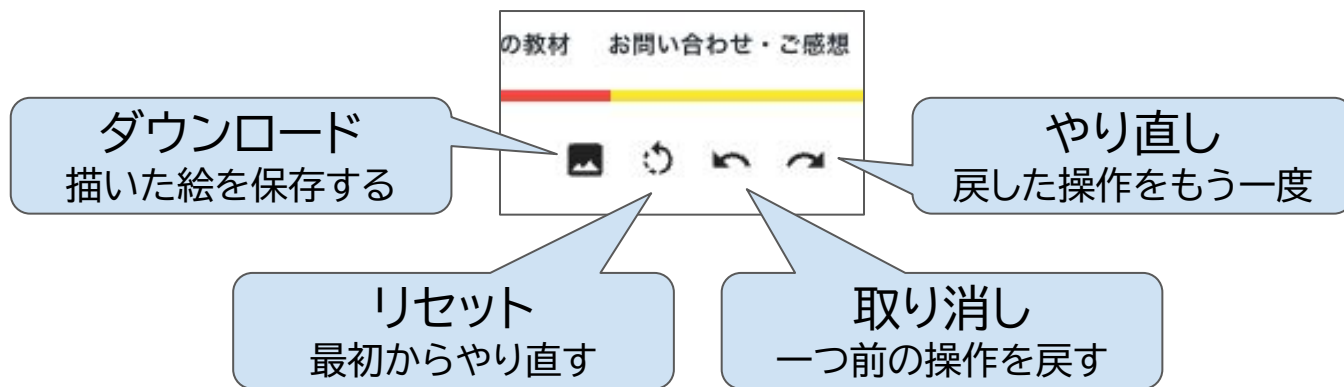 の教材 お問い合わせ・ご感想
ダウンロード
描いた絵を保存する
やり直し
戻した操作をもう一度
リセット
最初からやり直す
取り消し
一つ前の操作を戻す